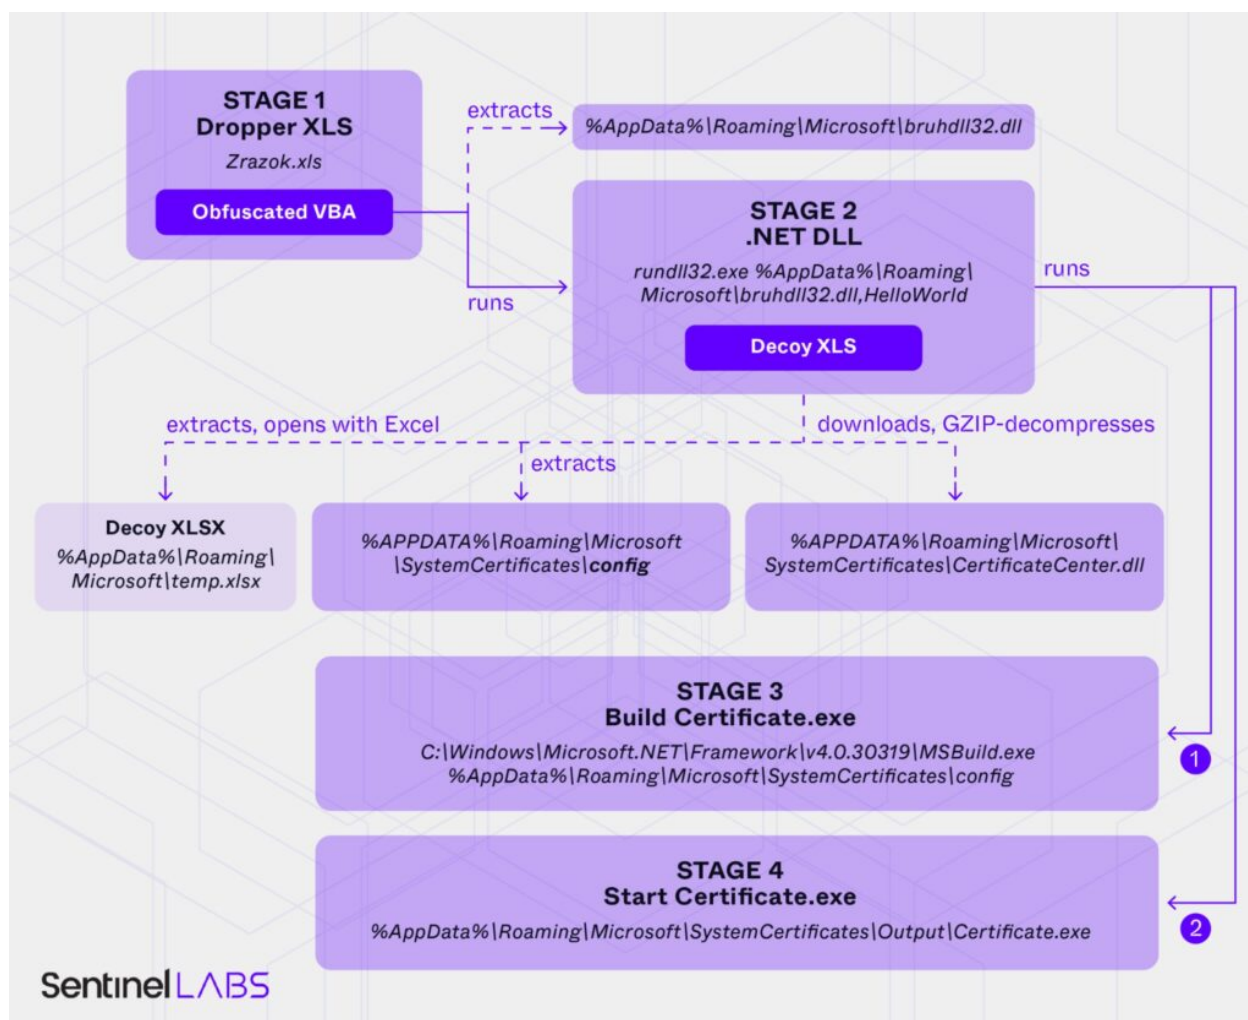 STAGE 1
Dropper XLS
Zrazok.xls
Obfuscated VBA
extracts
%AppData%\Roaming\Microsoft\bruhdll32.dll
runs
STAGE 2
.NET DLL
rundll32.exe %AppData%\Roaming\
Microsoft\bruhdll32.dll,HelloWorld
Decoy XLS
runs
extracts, opens with Excel
extracts
downloads, GZIP-decompresses
Decoy XLSX
%AppData%\Roaming\
Microsoft\temp.xlsx
%APPDATA%\Roaming\Microsoft
\SystemCertificates\config
%APPDATA%\Roaming\Microsoft\
SystemCertificates\CertificateCenter.dll
STAGE 3
Build Certificate.exe
C:\Windows\Microsoft.NET\Framework\v4.0.30319\MSBuild.exe
%AppData%\Roaming\Microsoft\SystemCertificates\config
1
STAGE 4
Start Certificate.exe
%AppData%\Roaming\Microsoft\SystemCertificates\Output\Certificate.exe
2
SentinelLABS